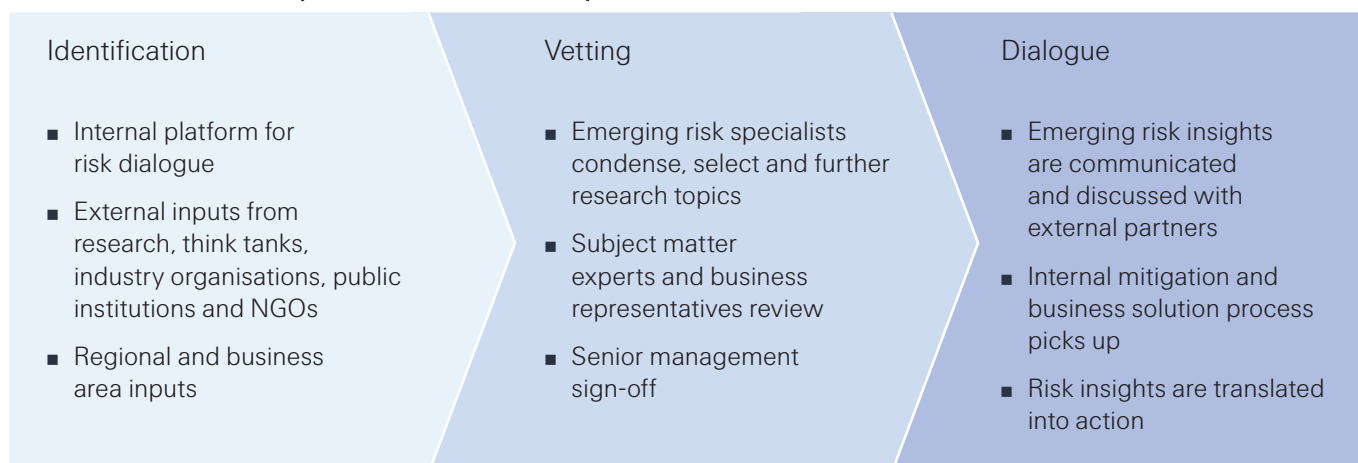 Identification
■ Internal platform for
risk dialogue
■ External inputs from
research, think tanks,
industry organisations, public
institutions and NGOs
■ Regional and business
area inputs
Vetting
■ Emerging risk specialists
condense, select and further
research topics
■ Subject matter
experts and business
representatives review
■ Senior management
sign-off
Dialogue
■ Emerging risk insights
are communicated
and discussed with
external partners
■ Internal mitigation and
business solution process
picks up
■ Risk insights are translated
into action